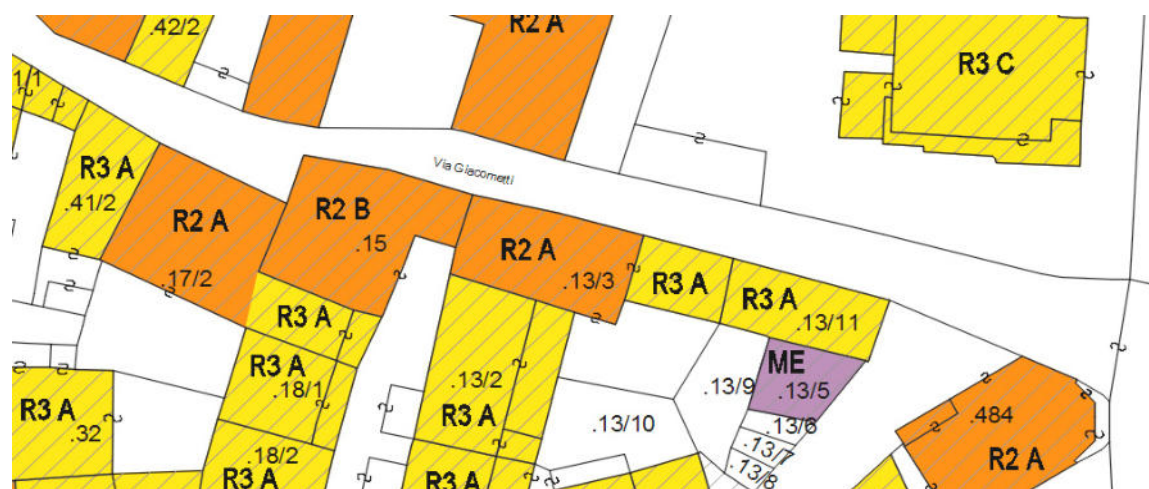 .42/2
R2 A
R3 C
1/1
Via Giacometti
R3 A
.41/2
R2 A
.17/2
R2 B
.15
R2 A
.13/3
R3 A
R3 A
.13/11
R3 A
R3 A
.18/1
.13/2
R3 A
ME
.13/5
.13/9
.13/6
.13/10
.13/7
.13/8
R3 A
.32
.18/2
R3 A
R3 A
.484
R2 A